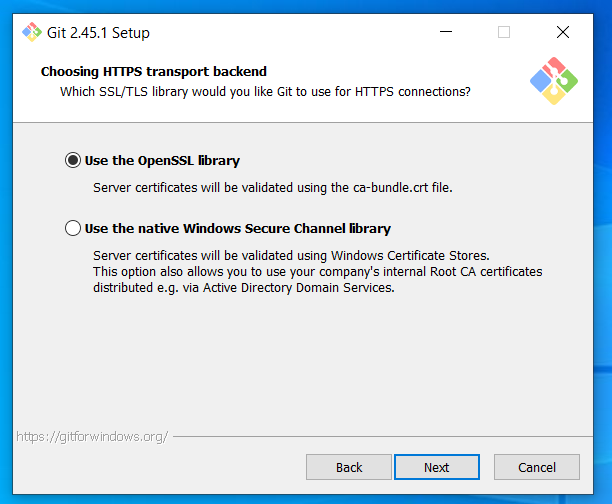 Git 2.45.1 Setup
Choosing HTTPS transport backend
Which SSL/TLS library would you like Git to use for HTTPS connections?
Use the OpenSSL library
Server certificates will be validated using the ca-bundle.crt file.
Use the native Windows Secure Channel library
Server certificates will be validated using Windows Certificate Stores.
This option also allows you to use your company's internal Root CA certificates
distributed e.g. via Active Directory Domain Services.
https://gitforwindows.org/
Back Next Cancel